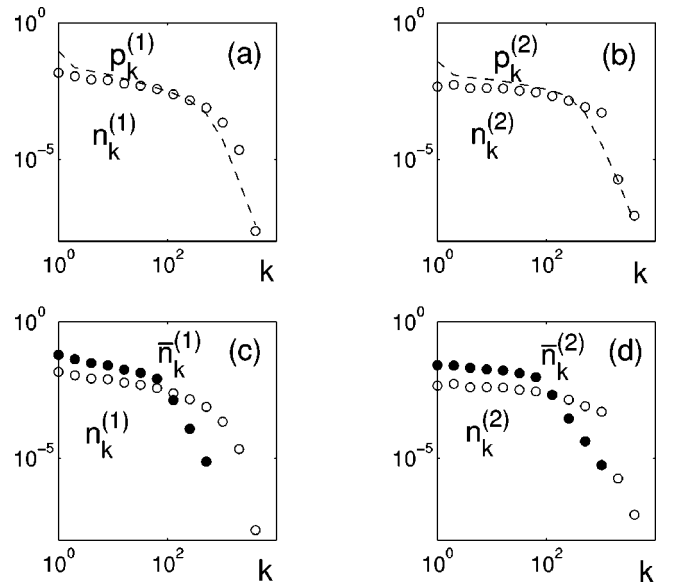 10^0
(a)
p_k^(1)
n_k^(1)
10^-5
10^0
10^2
k
10^0
(b)
p_k^(2)
n_k^(2)
10^-5
10^0
10^2
k
10^0
(c)
n̄_k^(1)
n_k^(1)
10^-5
10^0
10^2
k
10^0
(d)
n̄_k^(2)
n_k^(2)
10^-5
10^0
10^2
k